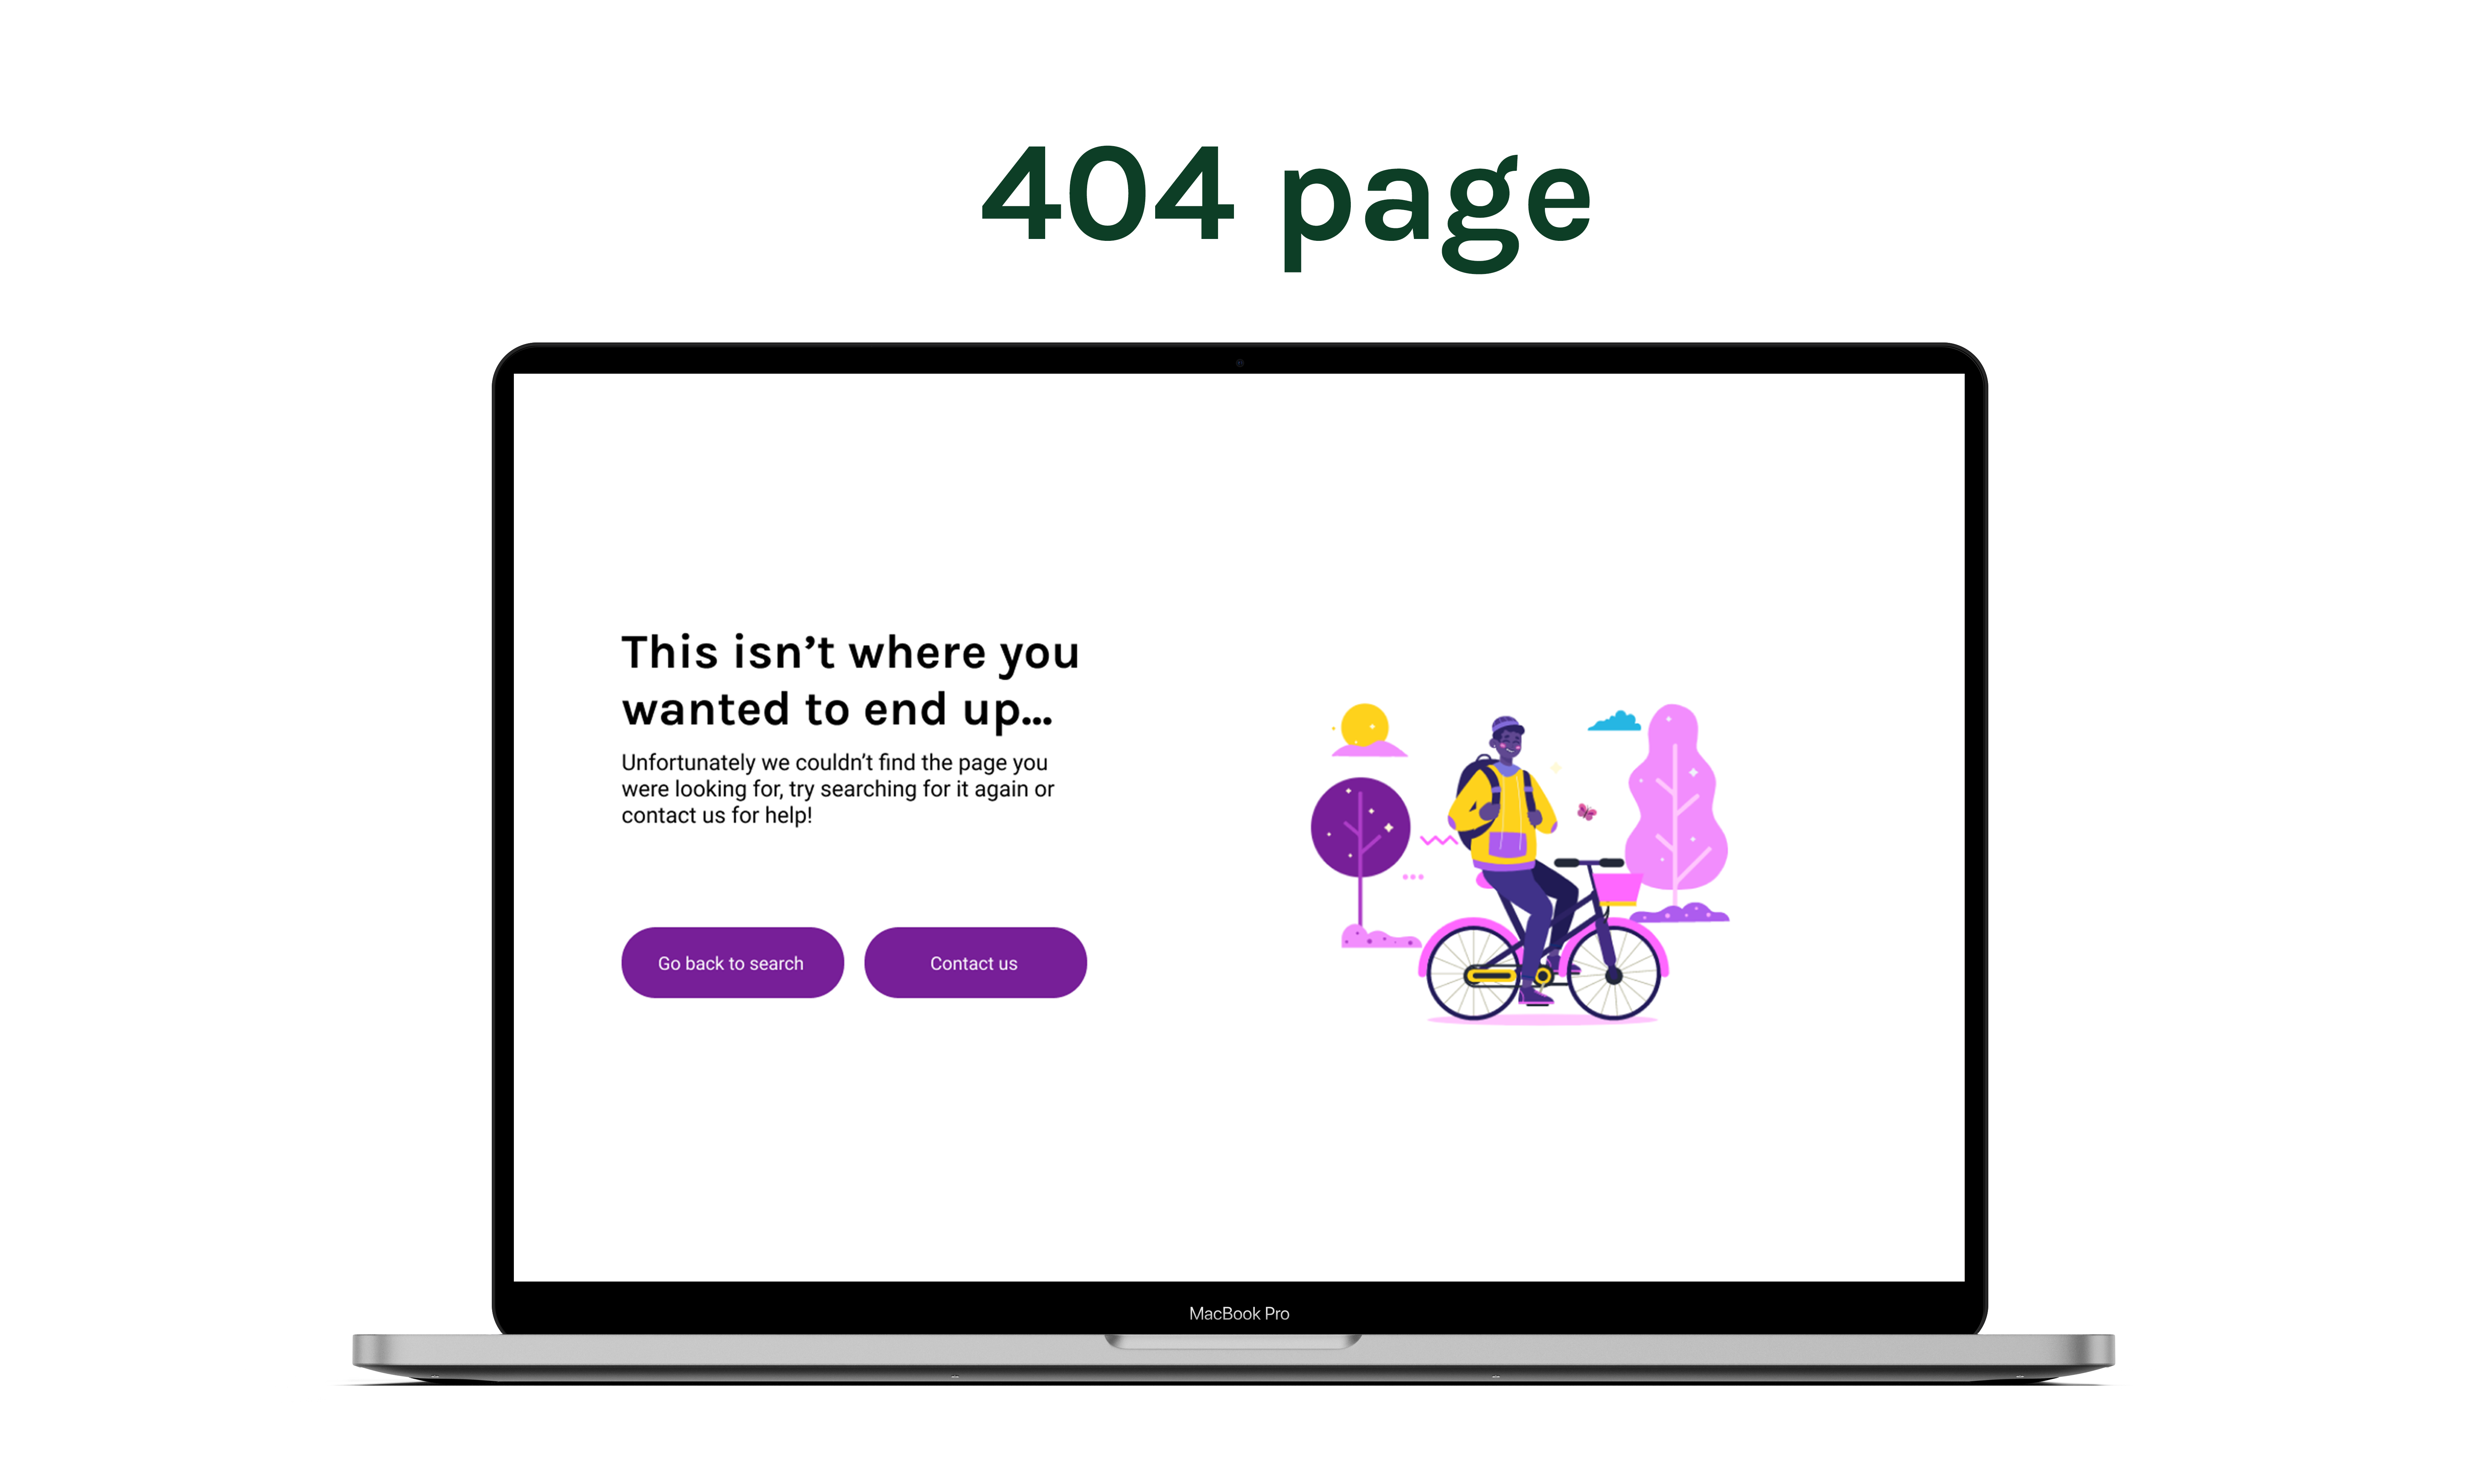 404 page
This isn’t where you
wanted to end up...
Unfortunately we couldn’t find the page you
were looking for, try searching for it again or
contact us for help!
Go back to search
Contact us
MacBook Pro